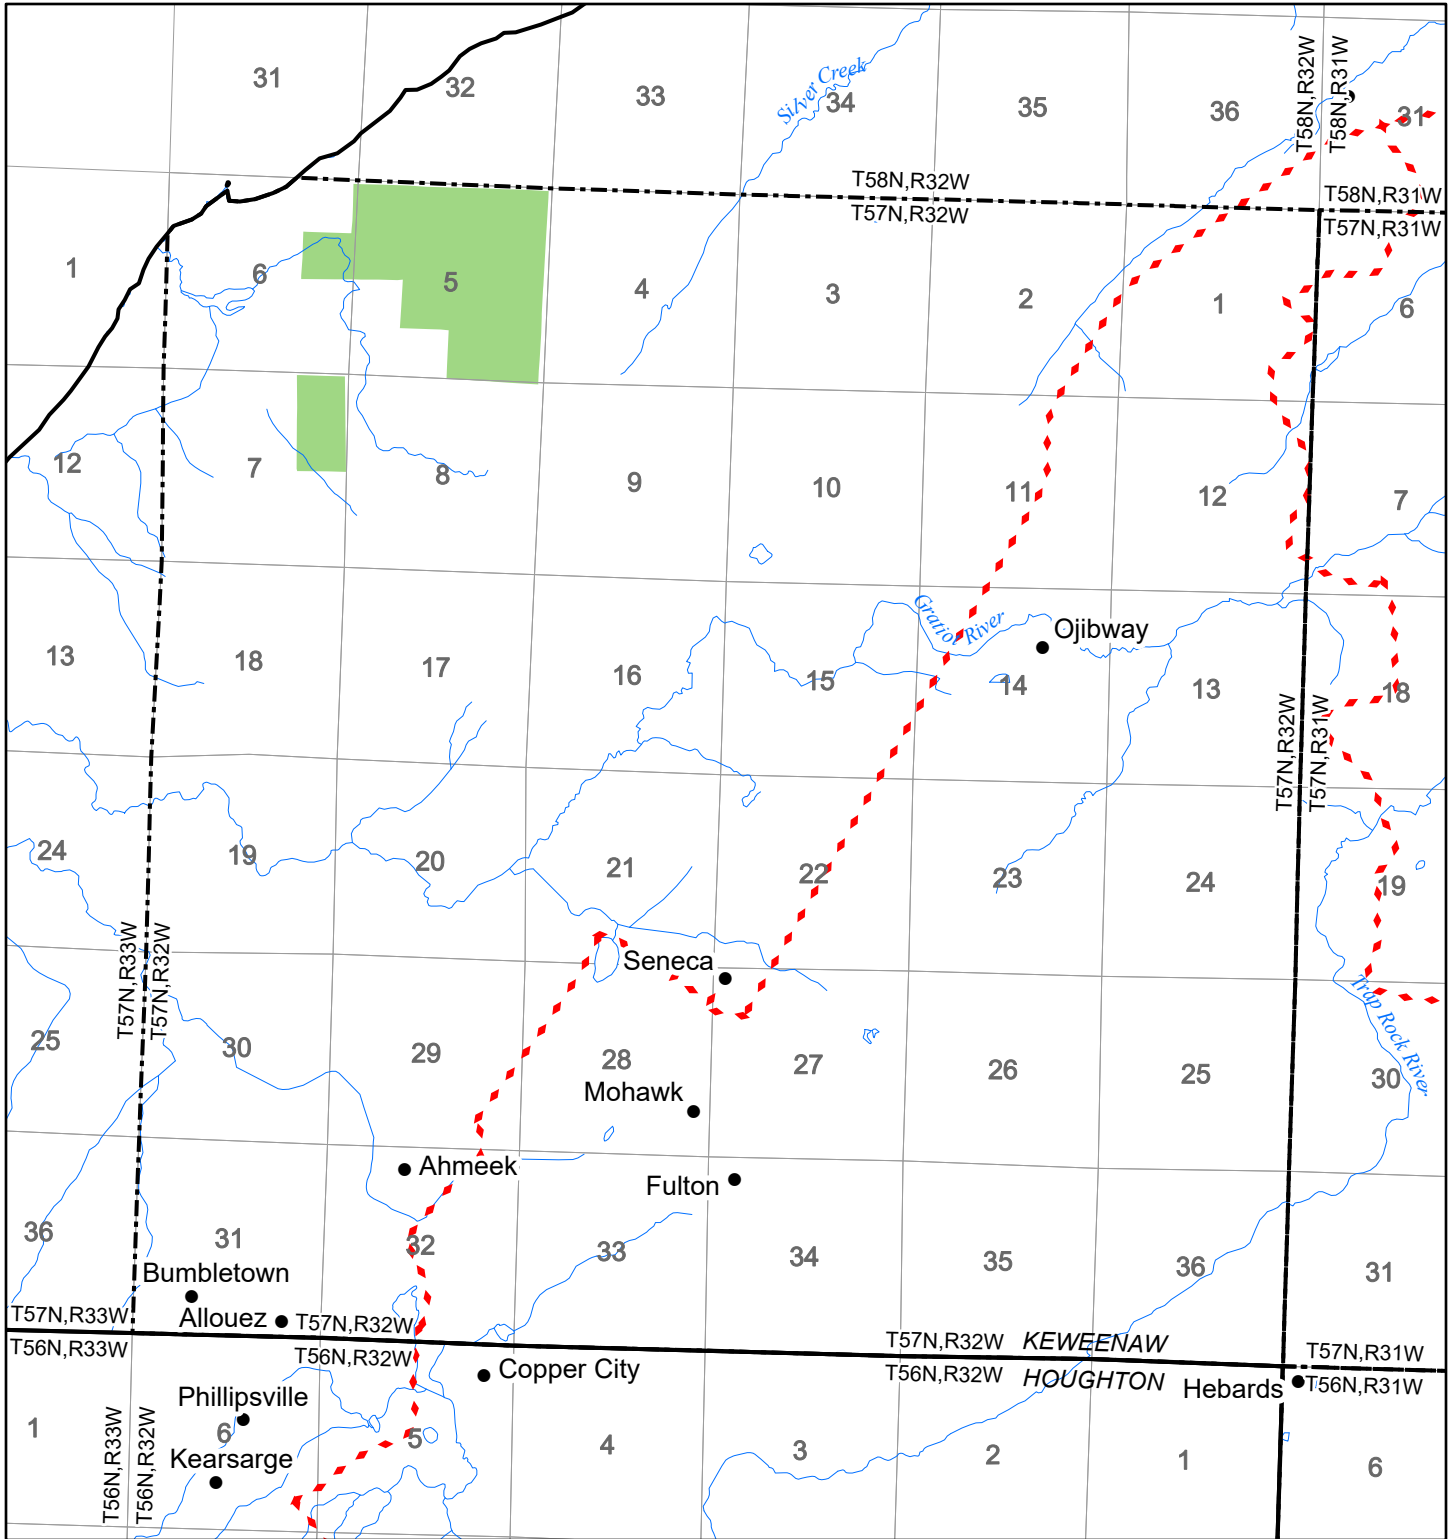 31
32
33
Silver Creek
34
35
36
T58N,R32W
T58N,R31W
31
T58N,R32W
T57N,R32W
T58N,R31W
T57N,R31W
1
6
5
4
3
2
1
6
12
7
8
9
10
11
12
7
Gratiot River
Ojibway
13
18
17
16
15
14
13
18
T57N,R32W
T57N,R31W
24
19
20
21
22
23
24
19
T57N,R33W
T57N,R32W
Seneca
Trap Rock River
25
30
29
28
27
26
25
30
Mohawk
Ahmeek
Fulton
36
31
32
33
34
35
36
31
Bumbletown
Allouez
T57N,R33W
T57N,R32W
T57N,R32W
KEWEENAW
T57N,R31W
T56N,R33W
T56N,R32W
T56N,R32W
HOUGHTON
T56N,R31W
Copper City
Hebards
Phillipsville
T56N,R33W
T56N,R32W
1
6
5
4
3
2
1
6
Kearsarge